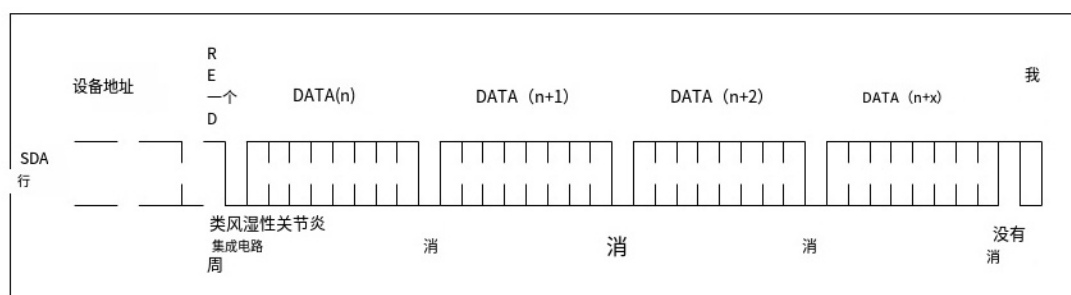 R
E
一个
D
设备地址
DATA(n)
DATA（n+1）
DATA（n+2）
DATA（n+x）
我
SDA
行
类风湿性关节炎
集成电路
周
消
消
消
没有
消